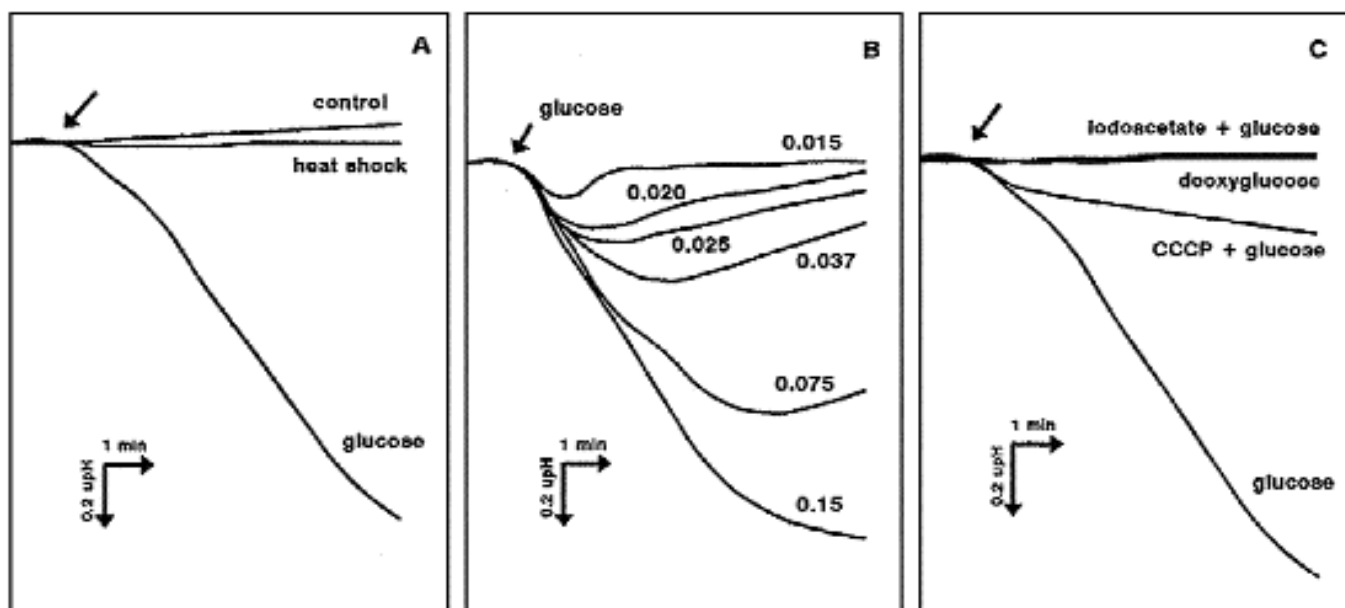 A
control
heat shock
glucose
1 min
0.2 upH
B
glucose
0.015
0.020
0.025
0.037
0.075
0.15
1 min
0.2 upH
C
iodoacetate + glucose
deoxyglucose
CCCP + glucose
glucose
1 min
0.2 upH